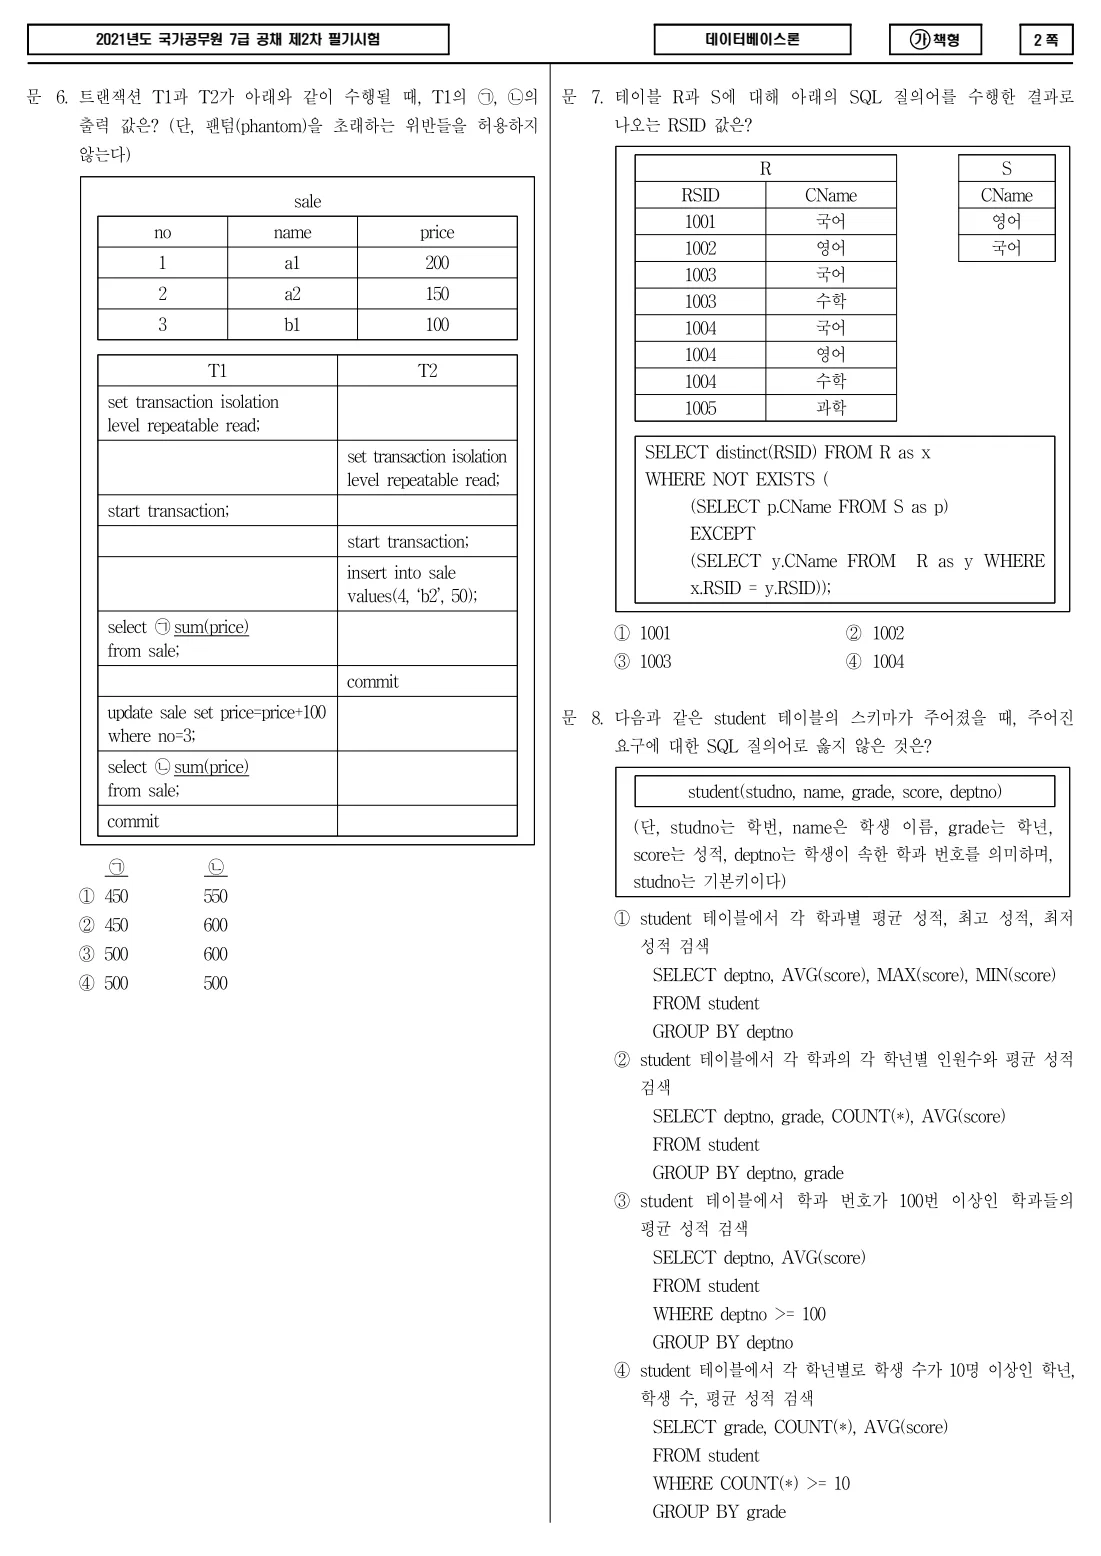 2021년도 국가공무원 7급 공채 제2차 필기시험
데이터베이스론
㉮ 책형
2 쪽
문 6. 트랜잭션 T1과 T2가 아래와 같이 수행될 때, T1의 ㉠, ㉡의
출력 값은? (단, 팬텀(phantom)을 초래하는 위반들을 허용하지
않는다)
sale
no name price
1 a1 200
2 a2 150
3 b1 100
T1 T2
set transaction isolation
level repeatable read;
set transaction isolation
level repeatable read;
start transaction;
start transaction;
insert into sale
values(4, ‘b2’, 50);
select ㉠ sum(price)
from sale;
commit
update sale set price=price+100
where no=3;
select ㉡ sum(price)
from sale;
commit
㉠ ㉡
① 450 550
② 450 600
③ 500 600
④ 500 500
문 7. 테이블 R과 S에 대해 아래의 SQL 질의어를 수행한 결과로
나오는 RSID 값은?
R
RSID CName
1001 국어
1002 영어
1003 국어
1003 수학
1004 국어
1004 영어
1004 수학
1005 과학
S
CName
영어
국어
SELECT distinct(RSID) FROM R as x
WHERE NOT EXISTS (
(SELECT p.CName FROM S as p)
EXCEPT
(SELECT y.CName FROM R as y WHERE
x.RSID = y.RSID));
① 1001 ② 1002
③ 1003 ④ 1004
문 8. 다음과 같은 student 테이블의 스키마가 주어졌을 때, 주어진
요구에 대한 SQL 질의어로 옳지 않은 것은?
student(studno, name, grade, score, deptno)
(단, studno는 학번, name은 학생 이름, grade는 학년,
score는 성적, deptno는 학생이 속한 학과 번호를 의미하며,
studno는 기본키이다)
① student 테이블에서 각 학과별 평균 성적, 최고 성적, 최저
성적 검색
SELECT deptno, AVG(score), MAX(score), MIN(score)
FROM student
GROUP BY deptno
② student 테이블에서 각 학과의 각 학년별 인원수와 평균 성적
검색
SELECT deptno, grade, COUNT(*), AVG(score)
FROM student
GROUP BY deptno, grade
③ student 테이블에서 학과 번호가 100번 이상인 학과들의
평균 성적 검색
SELECT deptno, AVG(score)
FROM student
WHERE deptno >= 100
GROUP BY deptno
④ student 테이블에서 각 학년별로 학생 수가 10명 이상인 학년,
학생 수, 평균 성적 검색
SELECT grade, COUNT(*), AVG(score)
FROM student
WHERE COUNT(*) >= 10
GROUP BY grade